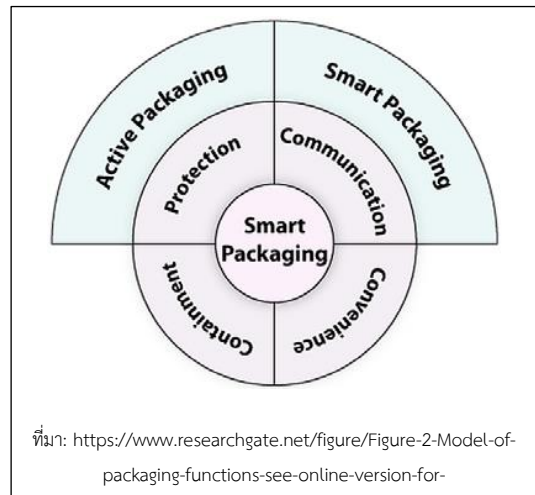 Active Packaging
Smart Packaging
Protection
Communication
Smart
Packaging
Containment
Convenience
ที่มา: https://www.researchgate.net/figure/Figure-2-Model-of-
packaging-functions-see-online-version-for-